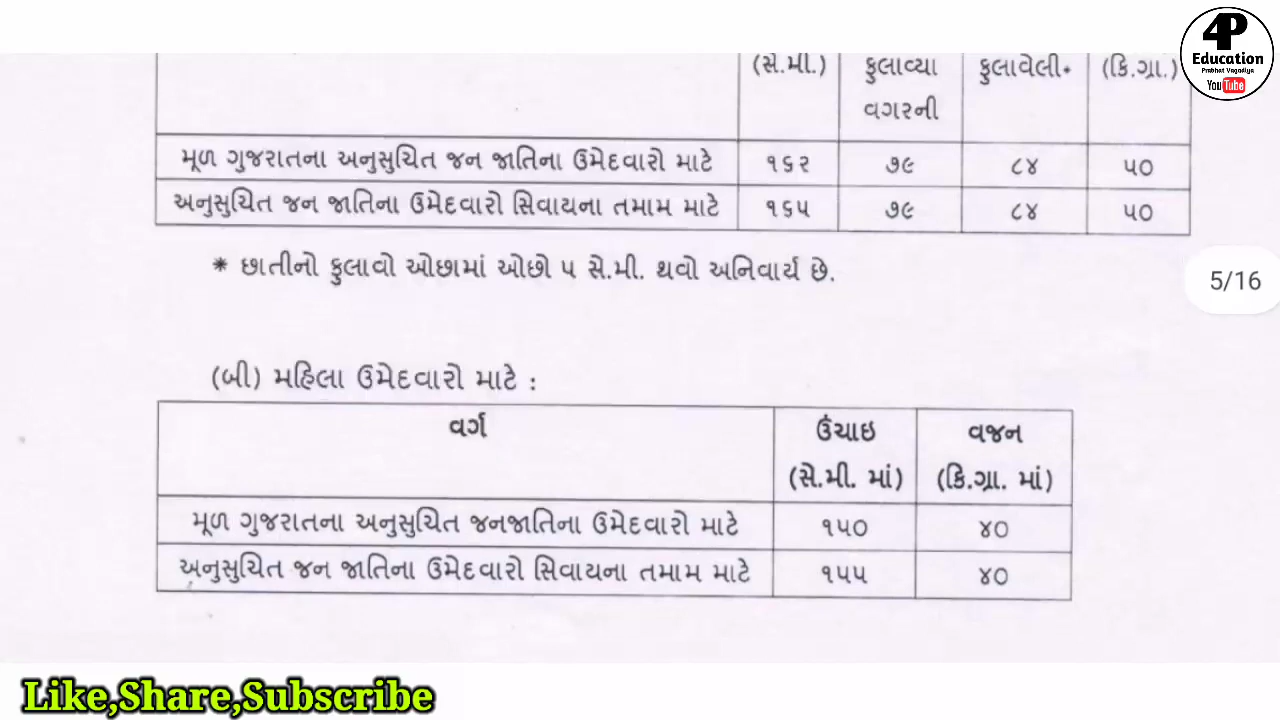 4P
Education
Prabhat Vagadiya
YouTube
(સે.મી.) ફુલાવ્યા ફુલાવેલી* (કિ.ગ્રા.)
વગરની
મૂળ ગુજરાતના અનુસુચિત જન જાતિના ઉમેદવારો માટે ૧૬૨ ૭૯ ૮૪ ૫૦
અનુસુચિત જન જાતિના ઉમેદવારો સિવાયના તમામ માટે ૧૬૫ ૭૯ ૮૪ ૫૦
* છાતીનો ફુલાવો ઓછામાં ઓછો ૫ સે.મી. થવો અનિવાર્ય છે.
5/16
(બી) મહિલા ઉમેદવારો માટે :
વર્ગ ઉંચાઇ વજન
(સે.મી. માં) (કિ.ગ્રા. માં)
મૂળ ગુજરાતના અનુસુચિત જનજાતિના ઉમેદવારો માટે ૧૫૦ ૪૦
અનુસુચિત જન જાતિના ઉમેદવારો સિવાયના તમામ માટે ૧૫૫ ૪૦
Like,Share,Subscribe